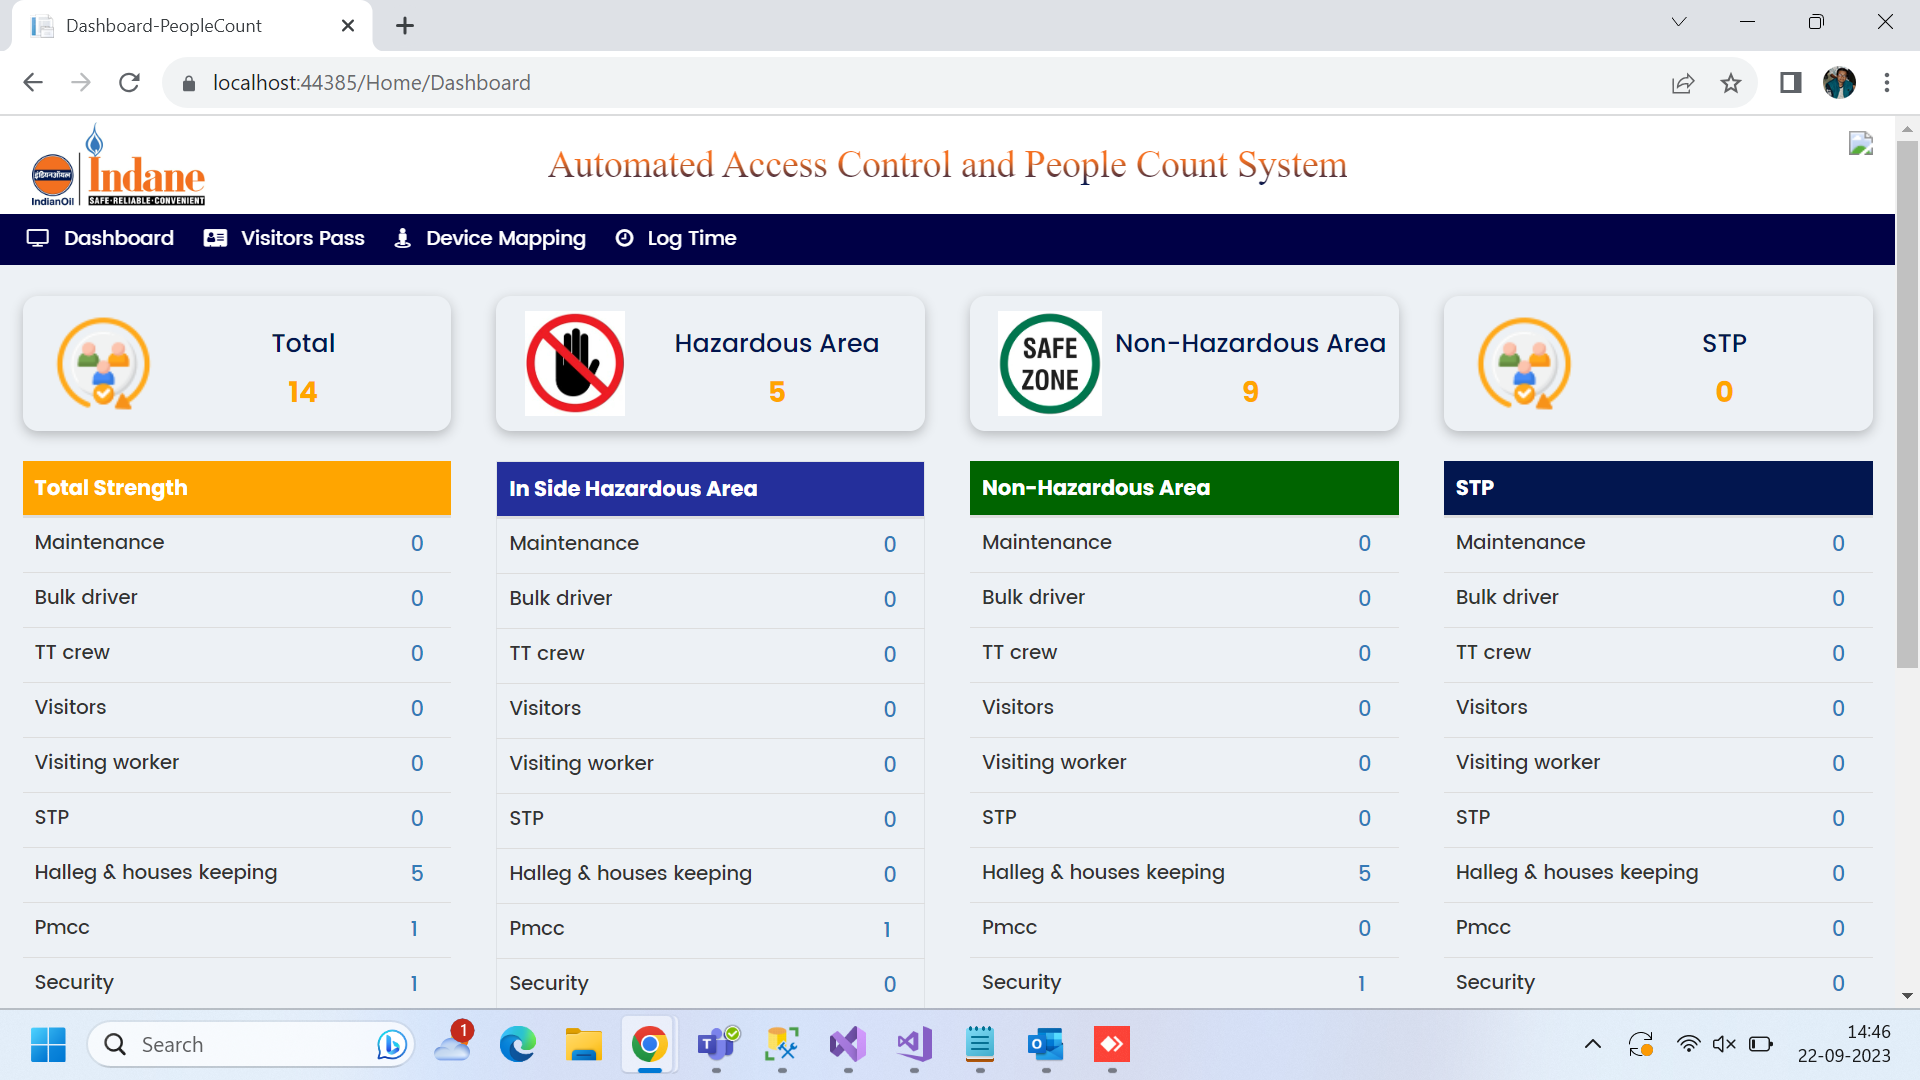 Dashboard-PeopleCount
localhost:44385/Home/Dashboard
इंडियनऑयल
IndianOil
Indane
SAFE·RELIABLE·CONVENIENT
Automated Access Control and People Count System
Dashboard Visitors Pass Device Mapping Log Time
Total
14
Hazardous Area
5
SAFE
ZONE
Non-Hazardous Area
9
STP
0
Total Strength
Maintenance 0
Bulk driver 0
TT crew 0
Visitors 0
Visiting worker 0
STP 0
Halleg & houses keeping 5
Pmcc 1
Security 1
In Side Hazardous Area
Maintenance 0
Bulk driver 0
TT crew 0
Visitors 0
Visiting worker 0
STP 0
Halleg & houses keeping 0
Pmcc 1
Security 0
Non-Hazardous Area
Maintenance 0
Bulk driver 0
TT crew 0
Visitors 0
Visiting worker 0
STP 0
Halleg & houses keeping 5
Pmcc 0
Security 1
STP
Maintenance 0
Bulk driver 0
TT crew 0
Visitors 0
Visiting worker 0
STP 0
Halleg & houses keeping 0
Pmcc 0
Security 0
Search
1
14:46
22-09-2023